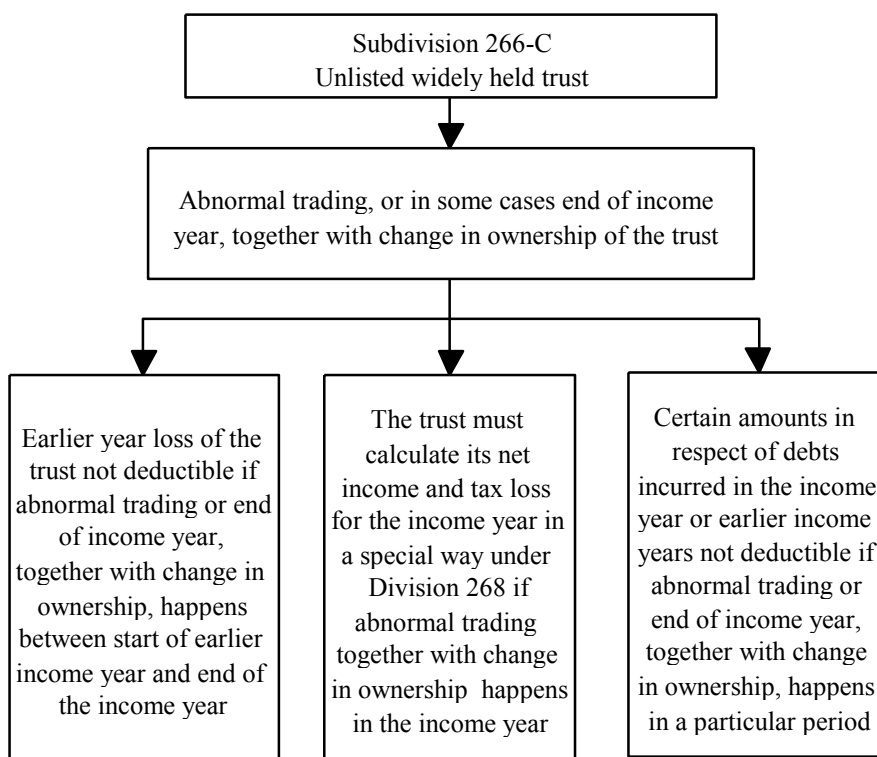 Subdivision 266-C
Unlisted widely held trust
Abnormal trading, or in some cases end of income
year, together with change in ownership of the trust
Earlier year loss of the
trust not deductible if
abnormal trading or end
of income year,
together with change in
ownership, happens
between start of earlier
income year and end of
the income year
The trust must
calculate its net
income and tax loss
for the income year in
a special way under
Division 268 if
abnormal trading
together with change
in ownership happens
in the income year
Certain amounts in
respect of debts
incurred in the income
year or earlier income
years not deductible if
abnormal trading or
end of income year,
together with change
in ownership, happens
in a particular period